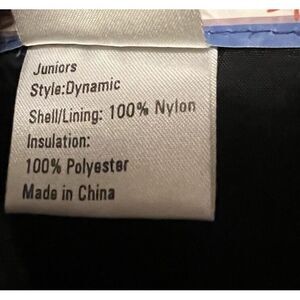 Juniors
Style:Dynamic
Shell/Lining: 100% Nylon
Insulation:
100% Polyester
Made in China